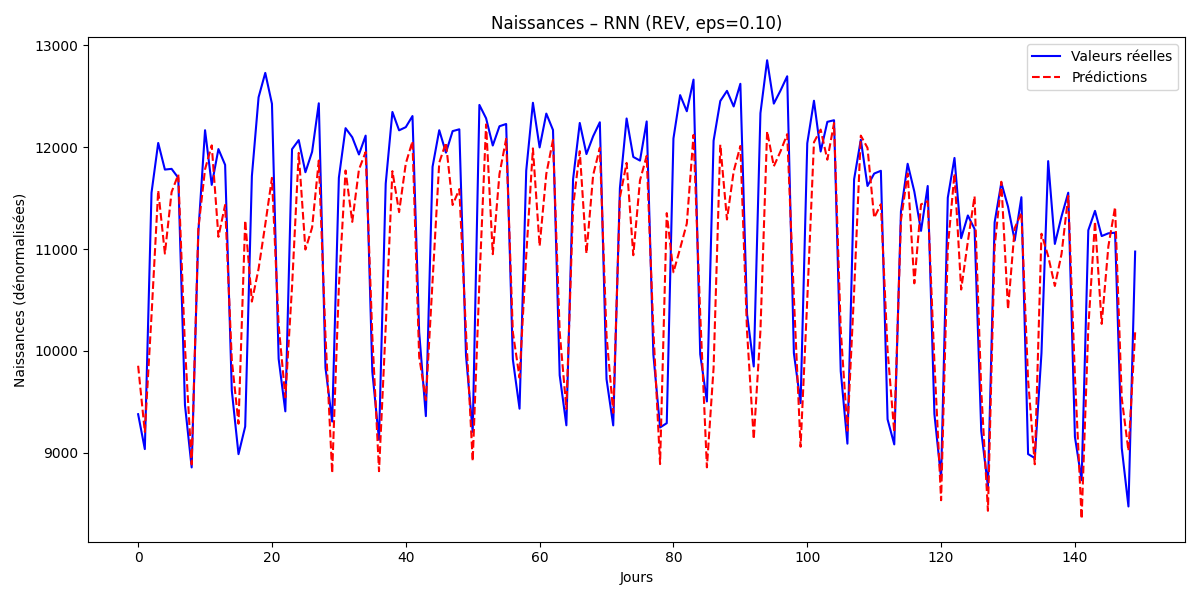 Naissances – RNN (REV, eps=0.10)
13000
12000
11000
10000
9000
Naissances (dénormalisées)
Valeurs réelles
Prédictions
0 20 40 60 80 100 120 140
Jours